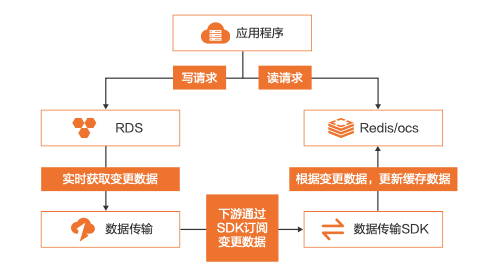 应用程序
写请求
读请求
RDS
Redis/ocs
实时获取变更数据
根据变更数据，更新缓存数据
数据传输
下游通过
SDK订阅
变更数据
数据传输SDK